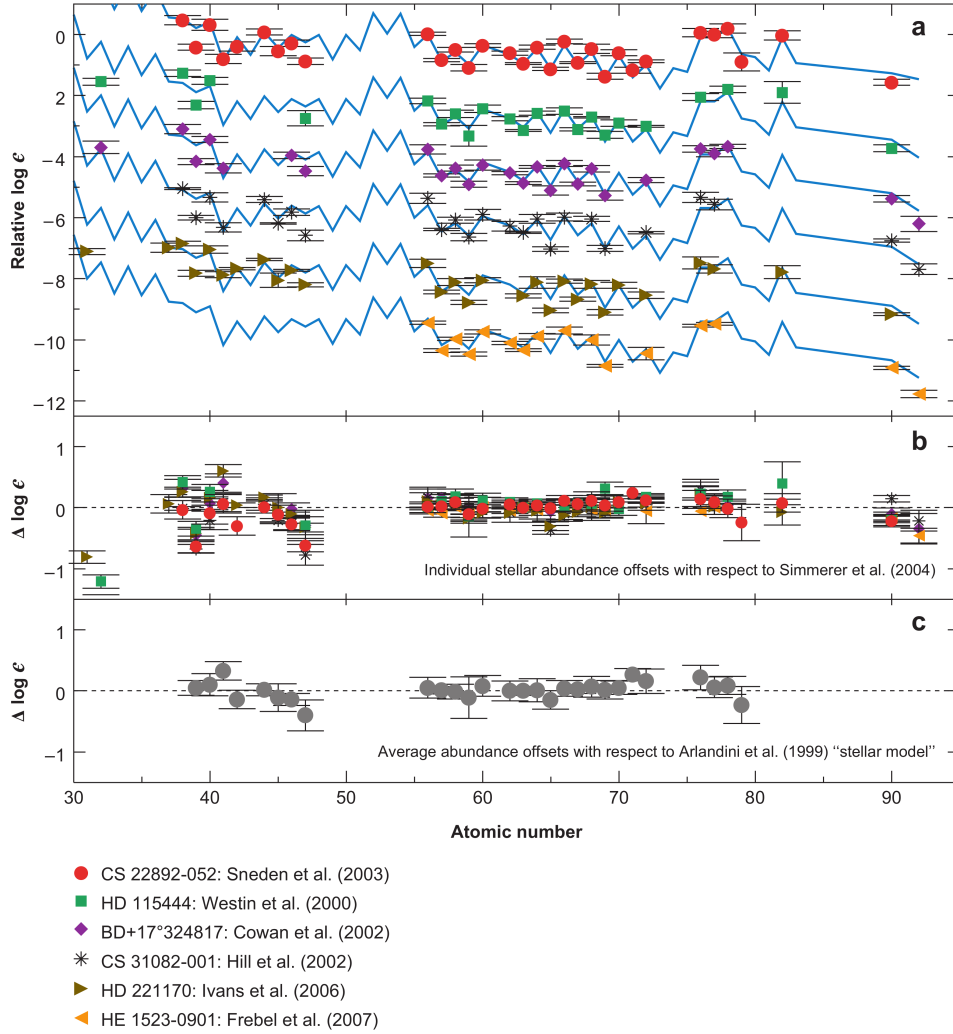 a
Relative log ϵ
0
2
−4
−6
−8
−10
−12
b
Δ log ϵ
1
0
−1
Individual stellar abundance offsets with respect to Simmerer et al. (2004)
c
Δ log ϵ
1
0
−1
Average abundance offsets with respect to Arlandini et al. (1999) “stellar model”
30 40 50 60 70 80 90
Atomic number
CS 22892-052: Sneden et al. (2003)
HD 115444: Westin et al. (2000)
BD+17°324817: Cowan et al. (2002)
CS 31082-001: Hill et al. (2002)
HD 221170: Ivans et al. (2006)
HE 1523-0901: Frebel et al. (2007)